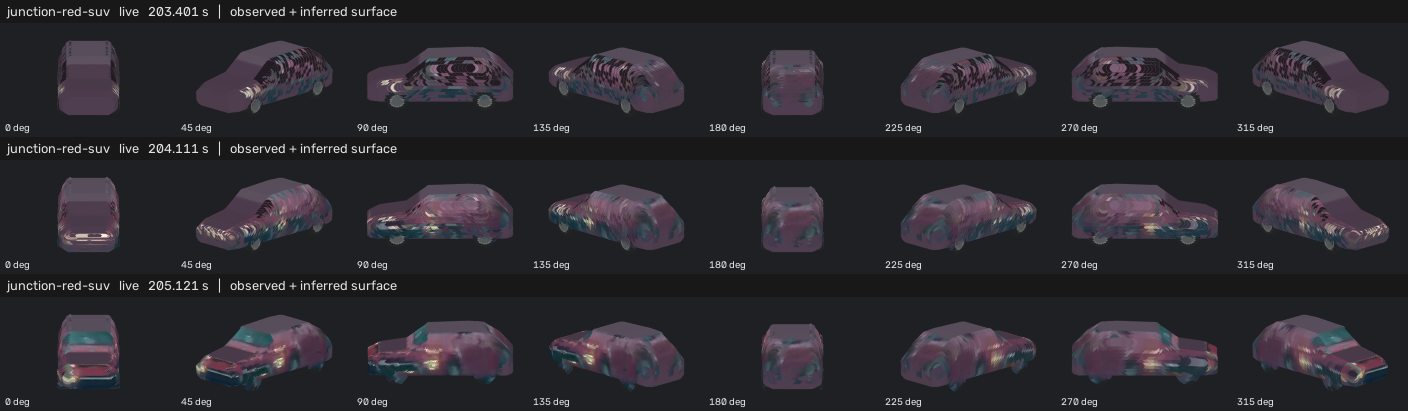 junction-red-suv live 203.401 s | observed + inferred surface
0 deg 45 deg 90 deg 135 deg 180 deg 225 deg 270 deg 315 deg
junction-red-suv live 204.111 s | observed + inferred surface
0 deg 45 deg 90 deg 135 deg 180 deg 225 deg 270 deg 315 deg
junction-red-suv live 205.121 s | observed + inferred surface
0 deg 45 deg 90 deg 135 deg 180 deg 225 deg 270 deg 315 deg